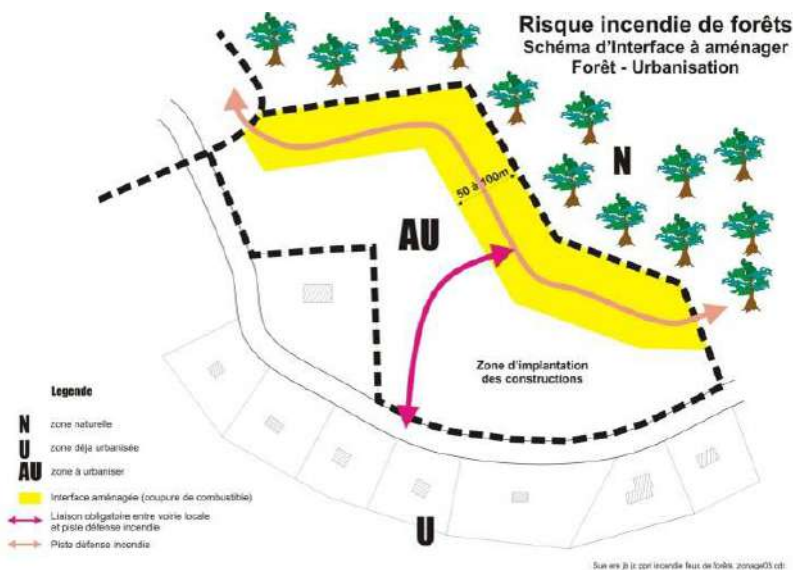 Risque incendie de forêts
Schéma d'Interface à aménager
Forêt - Urbanisation
N
50 à 100m
AU
Zone d'implantation
des constructions
Legende
N zone naturelle
U zone déja urbanisée
AU zone à urbaniser
Interface aménagée (coupure de combustible)
Liaison obligatoire entre voirie locale
et piste défense incendie
Piste défense incendie
U